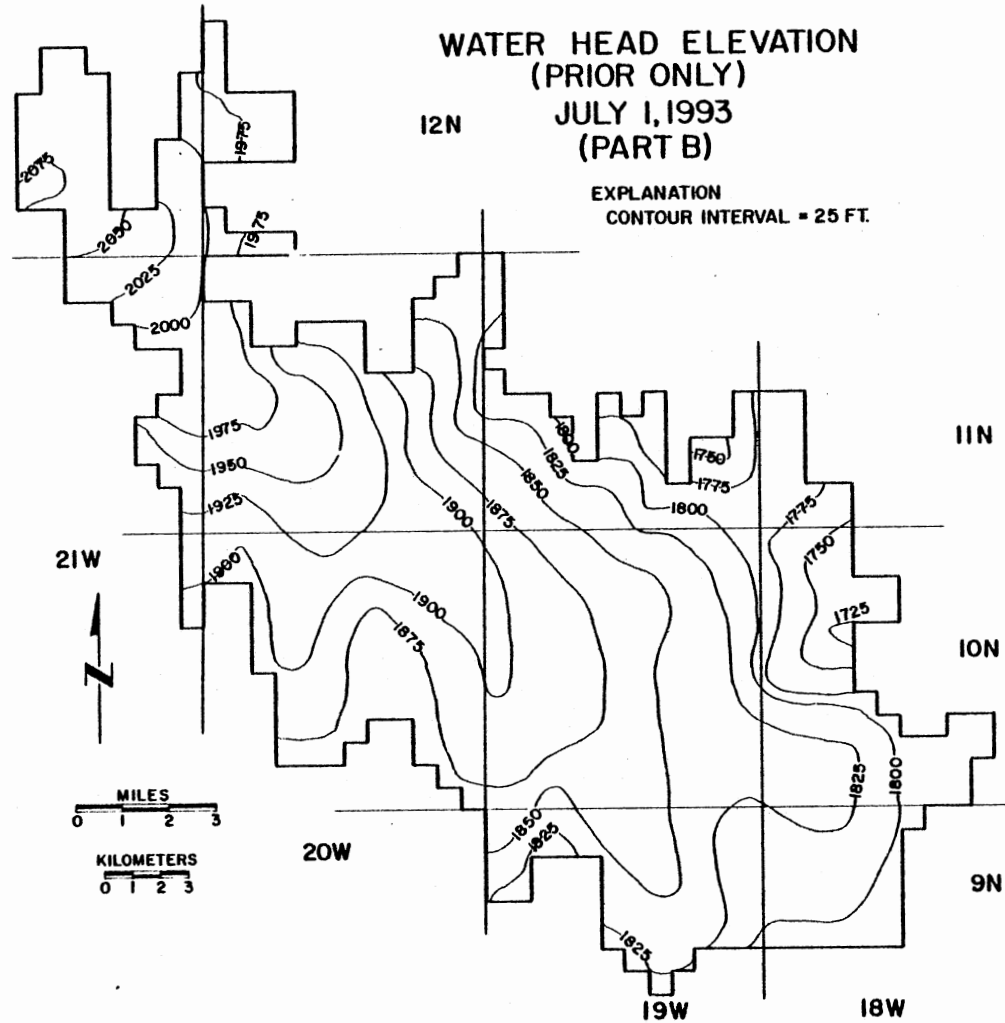 WATER HEAD ELEVATION
(PRIOR ONLY)
JULY 1, 1993
(PART B)
12N
EXPLANATION
CONTOUR INTERVAL = 25 FT.
1975
2075
1975
2050
2025
2000
1975
1950
1925
1900
1900
1875
1900
1875
1850
1825
1800
1750
1775
1800
1775
1750
1725
11N
21W
10N
N
MILES
0 1 2 3
KILOMETERS
0 1 2 3
20W
1850
1825
1825
1825
1800
9N
19W
18W